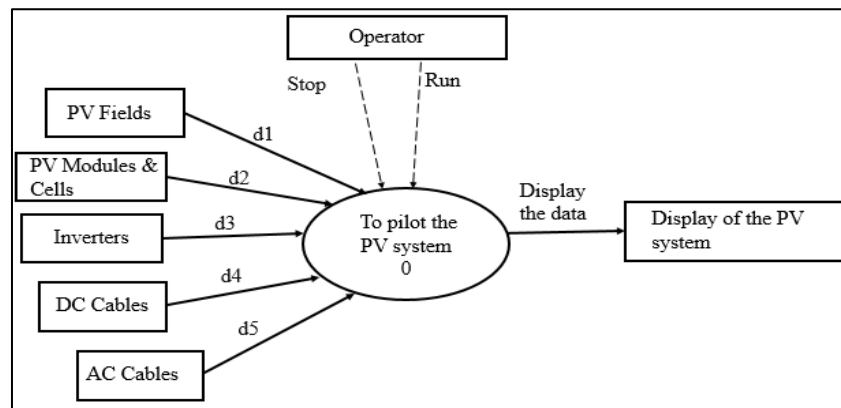 Operator
Stop
Run
PV Fields
d1
PV Modules &
Cells
d2
Inverters
d3
DC Cables
d4
AC Cables
d5
To pilot the
PV system
0
Display
the data
Display of the PV
system